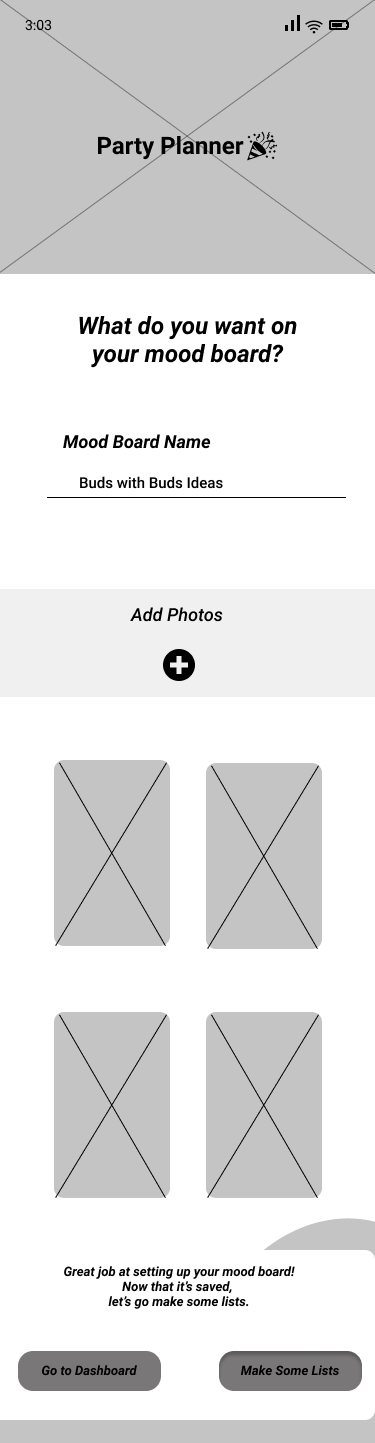 3:03
Party Planner
What do you want on
your mood board?
Mood Board Name
Buds with Buds Ideas
Add Photos
Great job at setting up your mood board!
Now that it's saved,
let's go make some lists.
Go to Dashboard
Make Some Lists